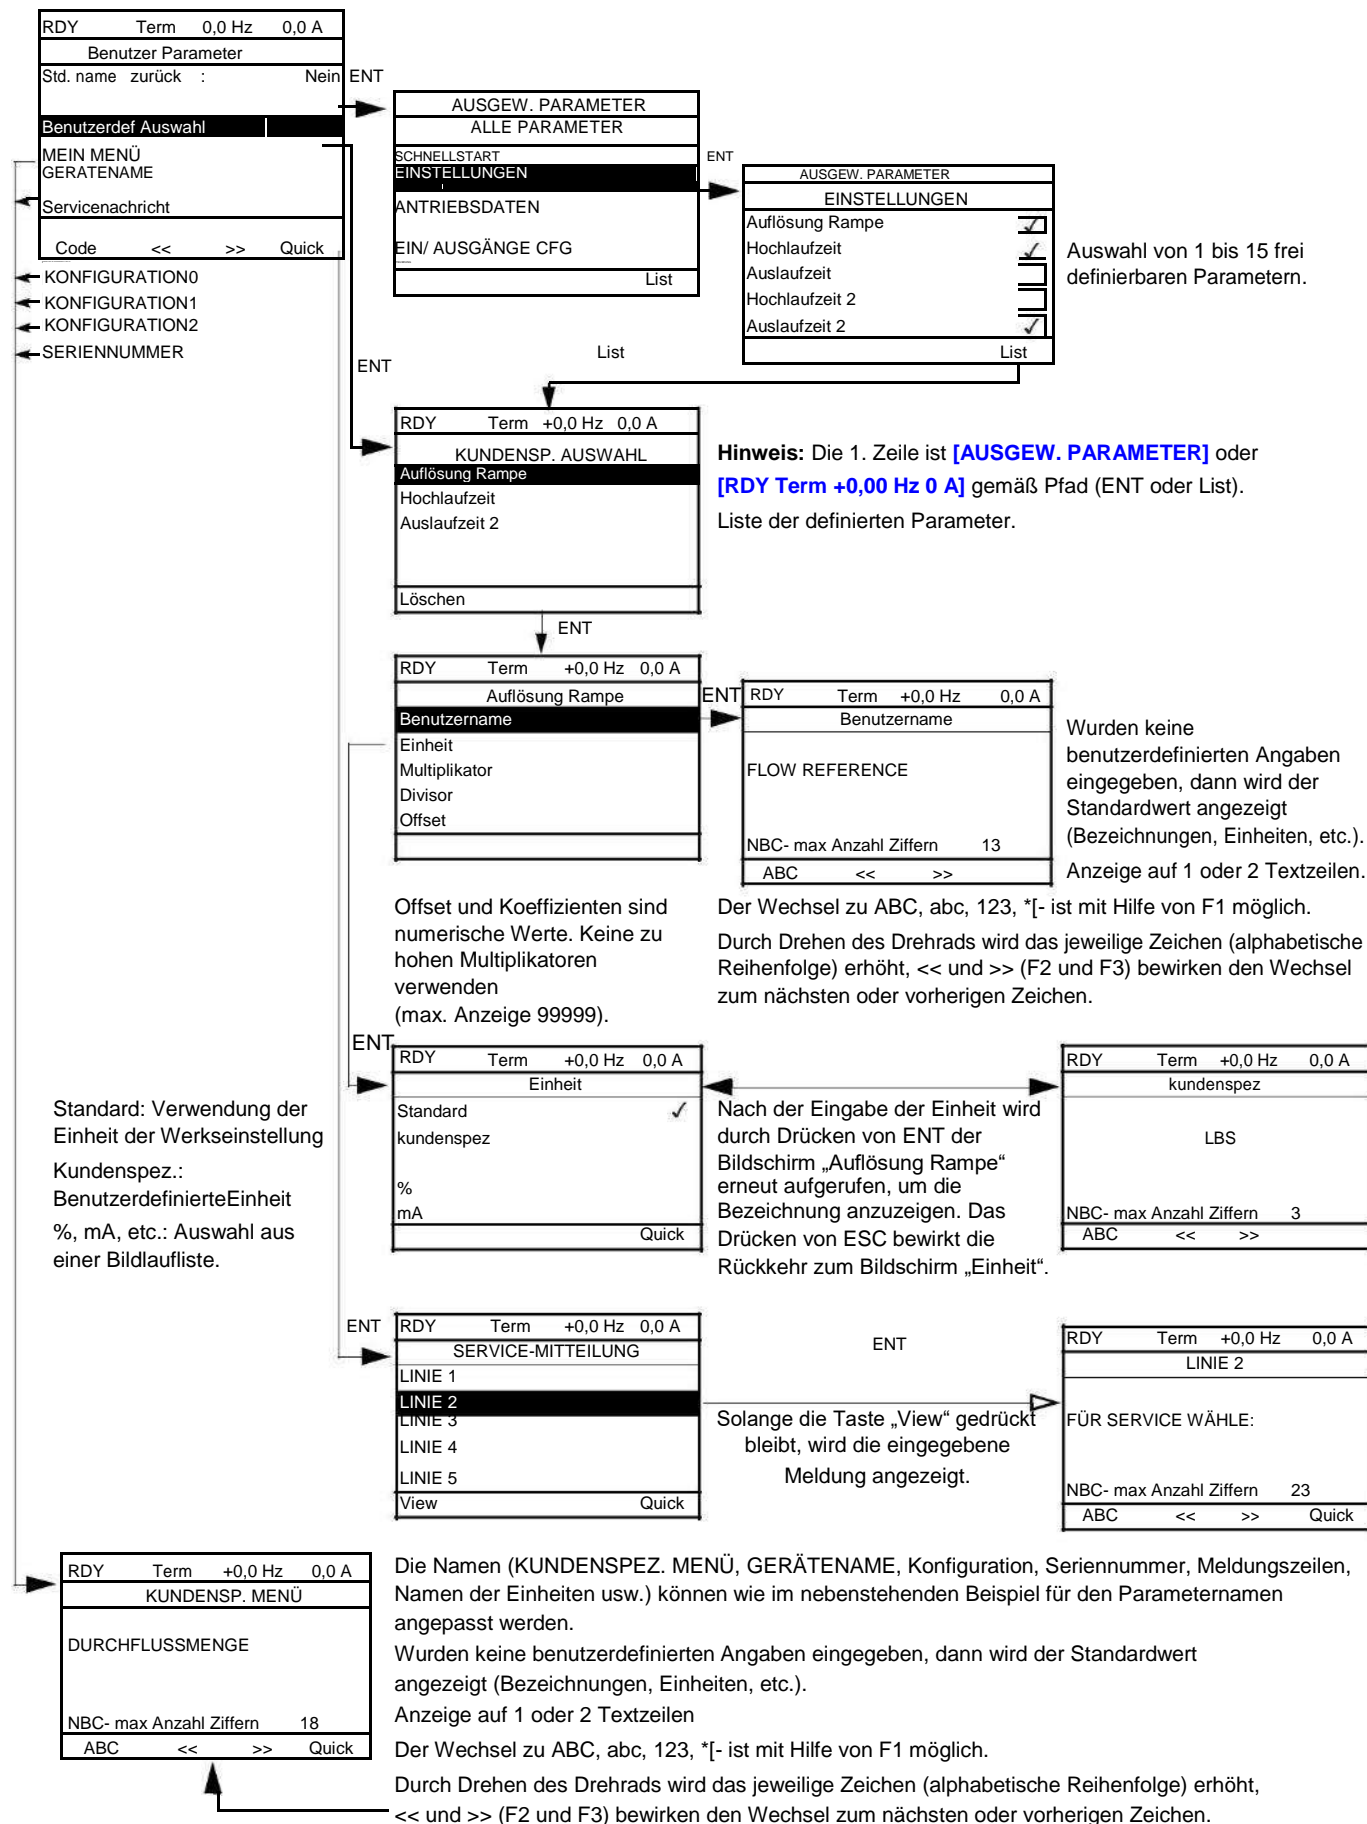 RDY Term 0,0 Hz 0,0 A
Benutzer Parameter
Std. name zurück : Nein
ENT
Benutzerdef Auswahl
MEIN MENÜ
GERATENAME
Servicenachricht
Code << >> Quick
KONFIGURATION0
KONFIGURATION1
KONFIGURATION2
SERIENNUMMER
AUSGEW. PARAMETER
ALLE PARAMETER
SCHNELLSTART
EINSTELLUNGEN
ANTRIEBSDATEN
EIN/ AUSGÄNGE CFG
List
ENT
AUSGEW. PARAMETER
EINSTELLUNGEN
Auflösung Rampe ✓
Hochlaufzeit ✓
Auslaufzeit
Hochlaufzeit 2
Auslaufzeit 2 ✓
List
Auswahl von 1 bis 15 frei
definierbaren Parametern.
List
ENT
RDY Term +0,0 Hz 0,0 A
KUNDENSP. AUSWAHL
Auflösung Rampe
Hochlaufzeit
Auslaufzeit 2
Löschen
Hinweis: Die 1. Zeile ist [AUSGEW. PARAMETER] oder
[RDY Term +0,00 Hz 0 A] gemäß Pfad (ENT oder List).
Liste der definierten Parameter.
ENT
RDY Term +0,0 Hz 0,0 A
Auflösung Rampe
Benutzername
Einheit
Multiplikator
Divisor
Offset
ENT
RDY Term +0,0 Hz 0,0 A
Benutzername
FLOW REFERENCE
NBC- max Anzahl Ziffern 13
ABC << >>
Wurden keine
benutzerdefinierten Angaben
eingegeben, dann wird der
Standardwert angezeigt
(Bezeichnungen, Einheiten, etc.).
Anzeige auf 1 oder 2 Textzeilen.
Offset und Koeffizienten sind
numerische Werte. Keine zu
hohen Multiplikatoren
verwenden
(max. Anzeige 99999).
Der Wechsel zu ABC, abc, 123, *[- ist mit Hilfe von F1 möglich.
Durch Drehen des Drehrads wird das jeweilige Zeichen (alphabetische
Reihenfolge) erhöht, << und >> (F2 und F3) bewirken den Wechsel
zum nächsten oder vorherigen Zeichen.
ENT
RDY Term +0,0 Hz 0,0 A
Einheit
Standard ✓
kundenspez
%
mA
Quick
Standard: Verwendung der
Einheit der Werkseinstellung
Kundenspez.:
BenutzerdefinierteEinheit
%, mA, etc.: Auswahl aus
einer Bildlaufliste.
Nach der Eingabe der Einheit wird
durch Drücken von ENT der
Bildschirm „Auflösung Rampe“
erneut aufgerufen, um die
Bezeichnung anzuzeigen. Das
Drücken von ESC bewirkt die
Rückkehr zum Bildschirm „Einheit“.
RDY Term +0,0 Hz 0,0 A
kundenspez
LBS
NBC- max Anzahl Ziffern 3
ABC << >>
ENT
RDY Term +0,0 Hz 0,0 A
SERVICE-MITTEILUNG
LINIE 1
LINIE 2
LINIE 3
LINIE 4
LINIE 5
View Quick
ENT
Solange die Taste „View“ gedrückt
bleibt, wird die eingegebene
Meldung angezeigt.
RDY Term +0,0 Hz 0,0 A
LINIE 2
FÜR SERVICE WÄHLE:
NBC- max Anzahl Ziffern 23
ABC << >> Quick
RDY Term +0,0 Hz 0,0 A
KUNDENSP. MENÜ
DURCHFLUSSMENGE
NBC- max Anzahl Ziffern 18
ABC << >> Quick
Die Namen (KUNDENSPEZ. MENÜ, GERÄTENAME, Konfiguration, Seriennummer, Meldungszeilen,
Namen der Einheiten usw.) können wie im nebenstehenden Beispiel für den Parameternamen
angepasst werden.
Wurden keine benutzerdefinierten Angaben eingegeben, dann wird der Standardwert
angezeigt (Bezeichnungen, Einheiten, etc.).
Anzeige auf 1 oder 2 Textzeilen
Der Wechsel zu ABC, abc, 123, *[- ist mit Hilfe von F1 möglich.
Durch Drehen des Drehrads wird das jeweilige Zeichen (alphabetische Reihenfolge) erhöht,
<< und >> (F2 und F3) bewirken den Wechsel zum nächsten oder vorherigen Zeichen.